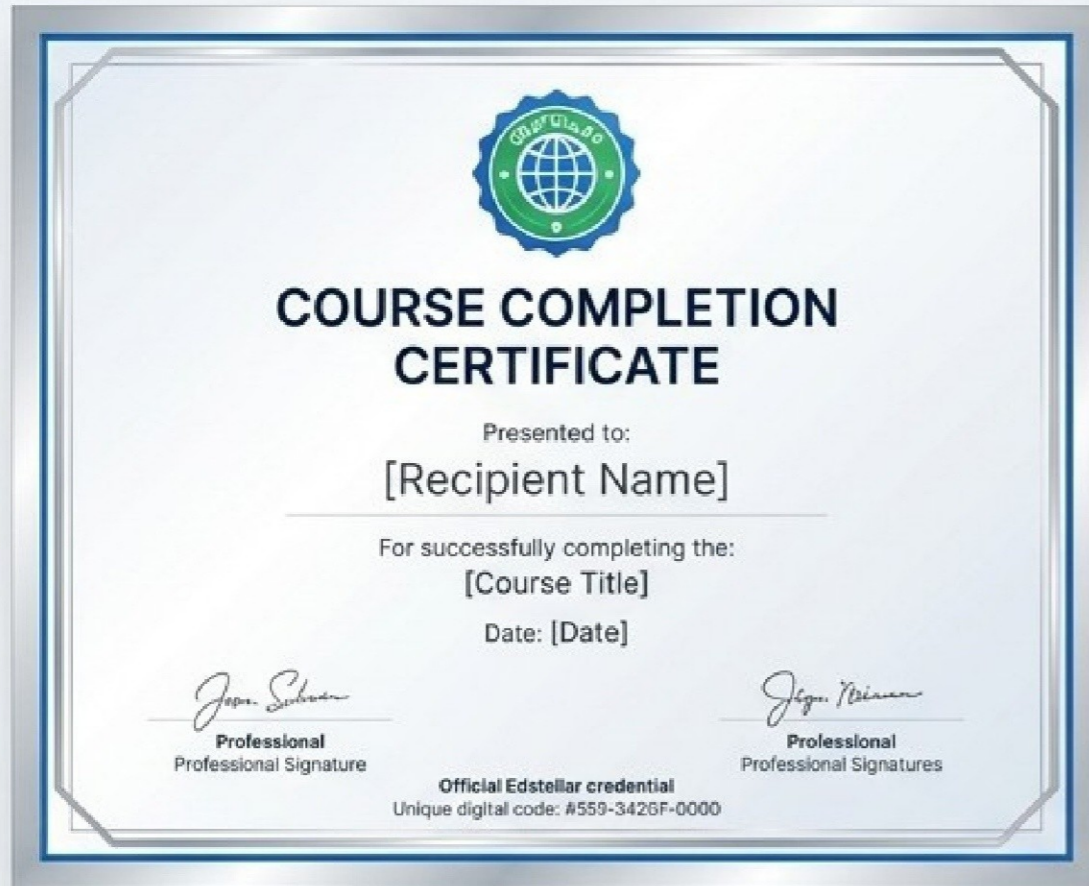 COURSE COMPLETION
CERTIFICATE
Presented to:
[Recipient Name]
For successfully completing the:
[Course Title]
Date: [Date]
Professional
Professional Signature
Prolessional
Professional Signatures
Official Edstellar credential
Unique digital code: #559-3426F-0000